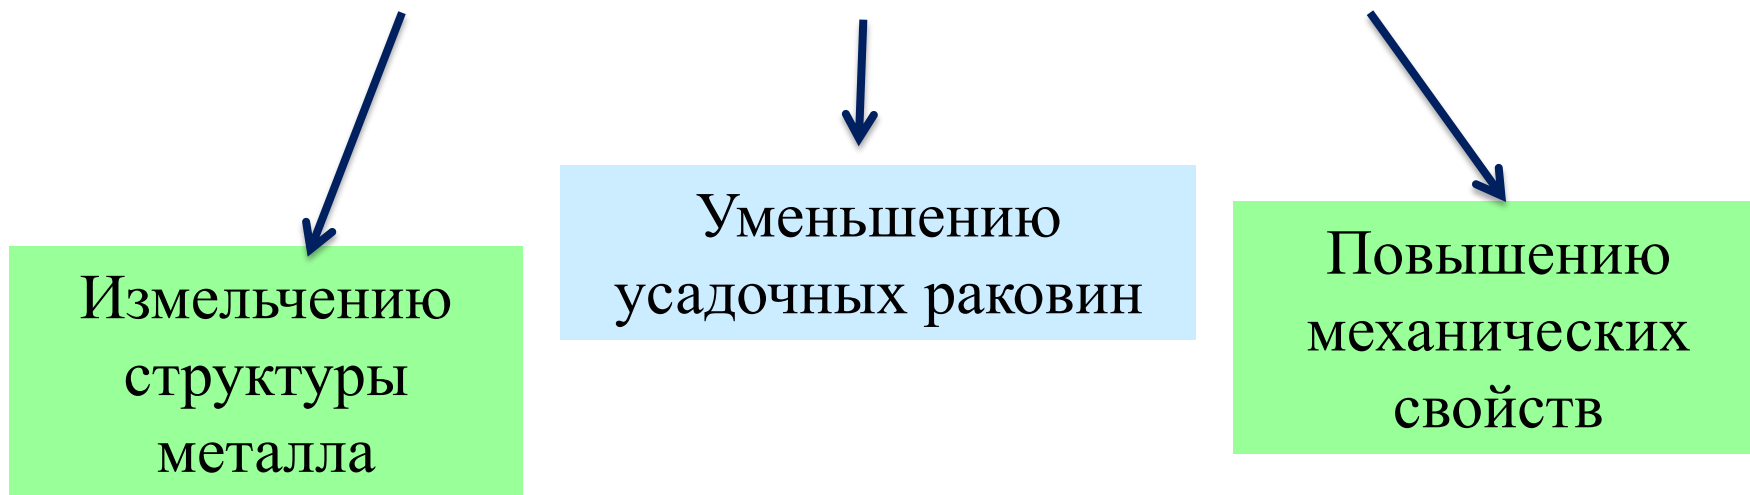 Измельчению
структуры
металла
Уменьшению
усадочных раковин
Повышению
механических
свойств